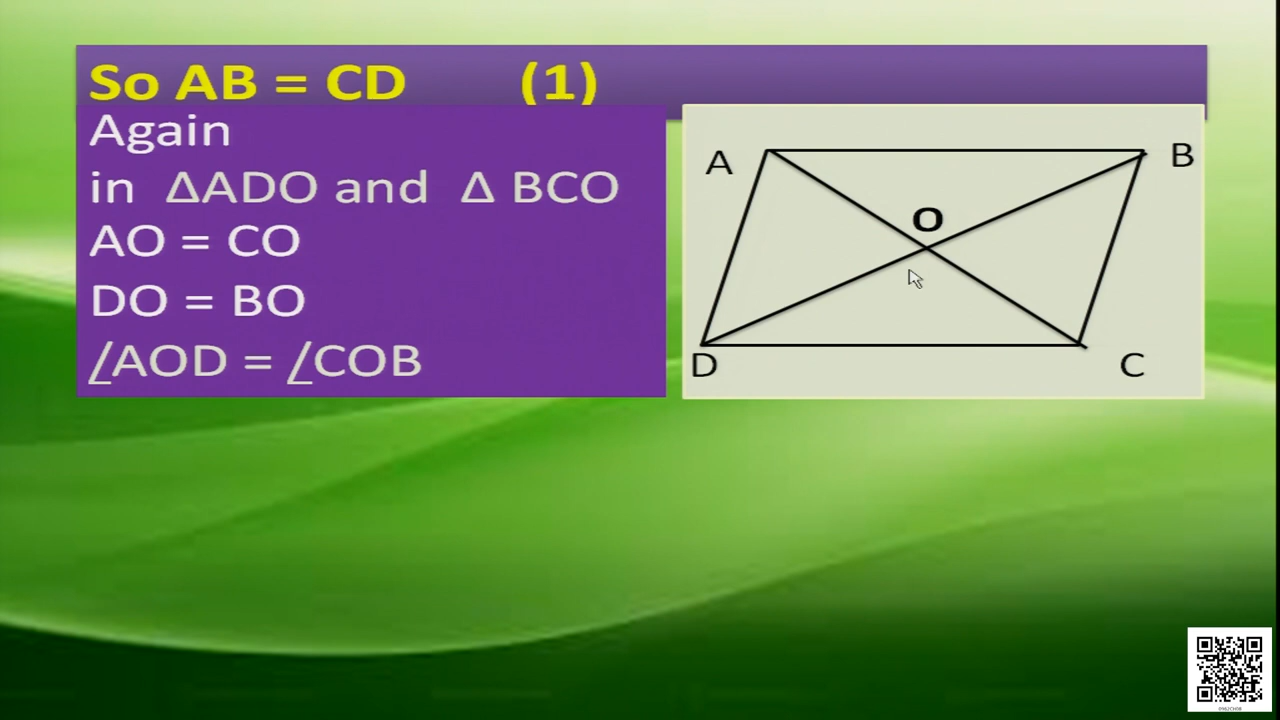 So AB = CD (1)
Again
in ΔADO and Δ BCO
AO = CO
DO = BO
∠AOD = ∠COB
A
B
O
D
C